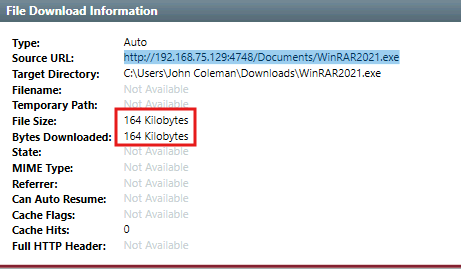 File Download Information
Type: Auto
Source URL: http://192.168.75.129:4748/Documents/WinRAR2021.exe
Target Directory: C:\Users\John Coleman\Downloads\WinRAR2021.exe
Filename: Not Available
Temporary Path: Not Available
File Size: 164 Kilobytes
Bytes Downloaded: 164 Kilobytes
State: Not Available
MIME Type: Not Available
Referrer: Not Available
Can Auto Resume: Not Available
Cache Flags: Not Available
Cache Hits: 0
Full HTTP Header: Not Available